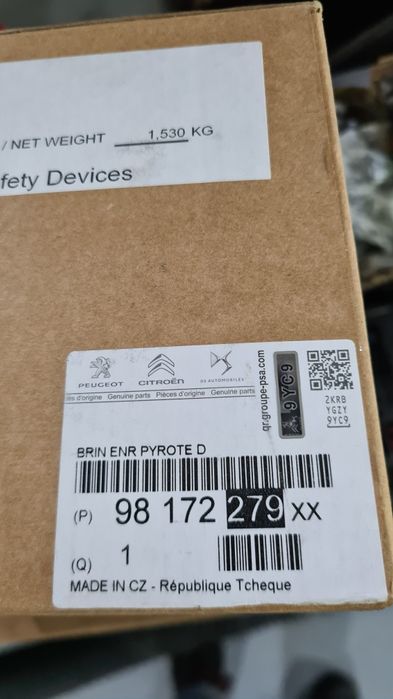 / NET WEIGHT 1,530 KG
fety Devices
PEUGEOT CITROËN DS AUTOMOBILES
es d'origine Genuine parts Pièces d'origine Genuine parts
qr.groupe-psa.com
9YC9
2KRB
YGZY
9YC9
BRIN ENR PYROTE D
(P) 98 172 279 XX
(Q) 1
MADE IN CZ - République Tcheque